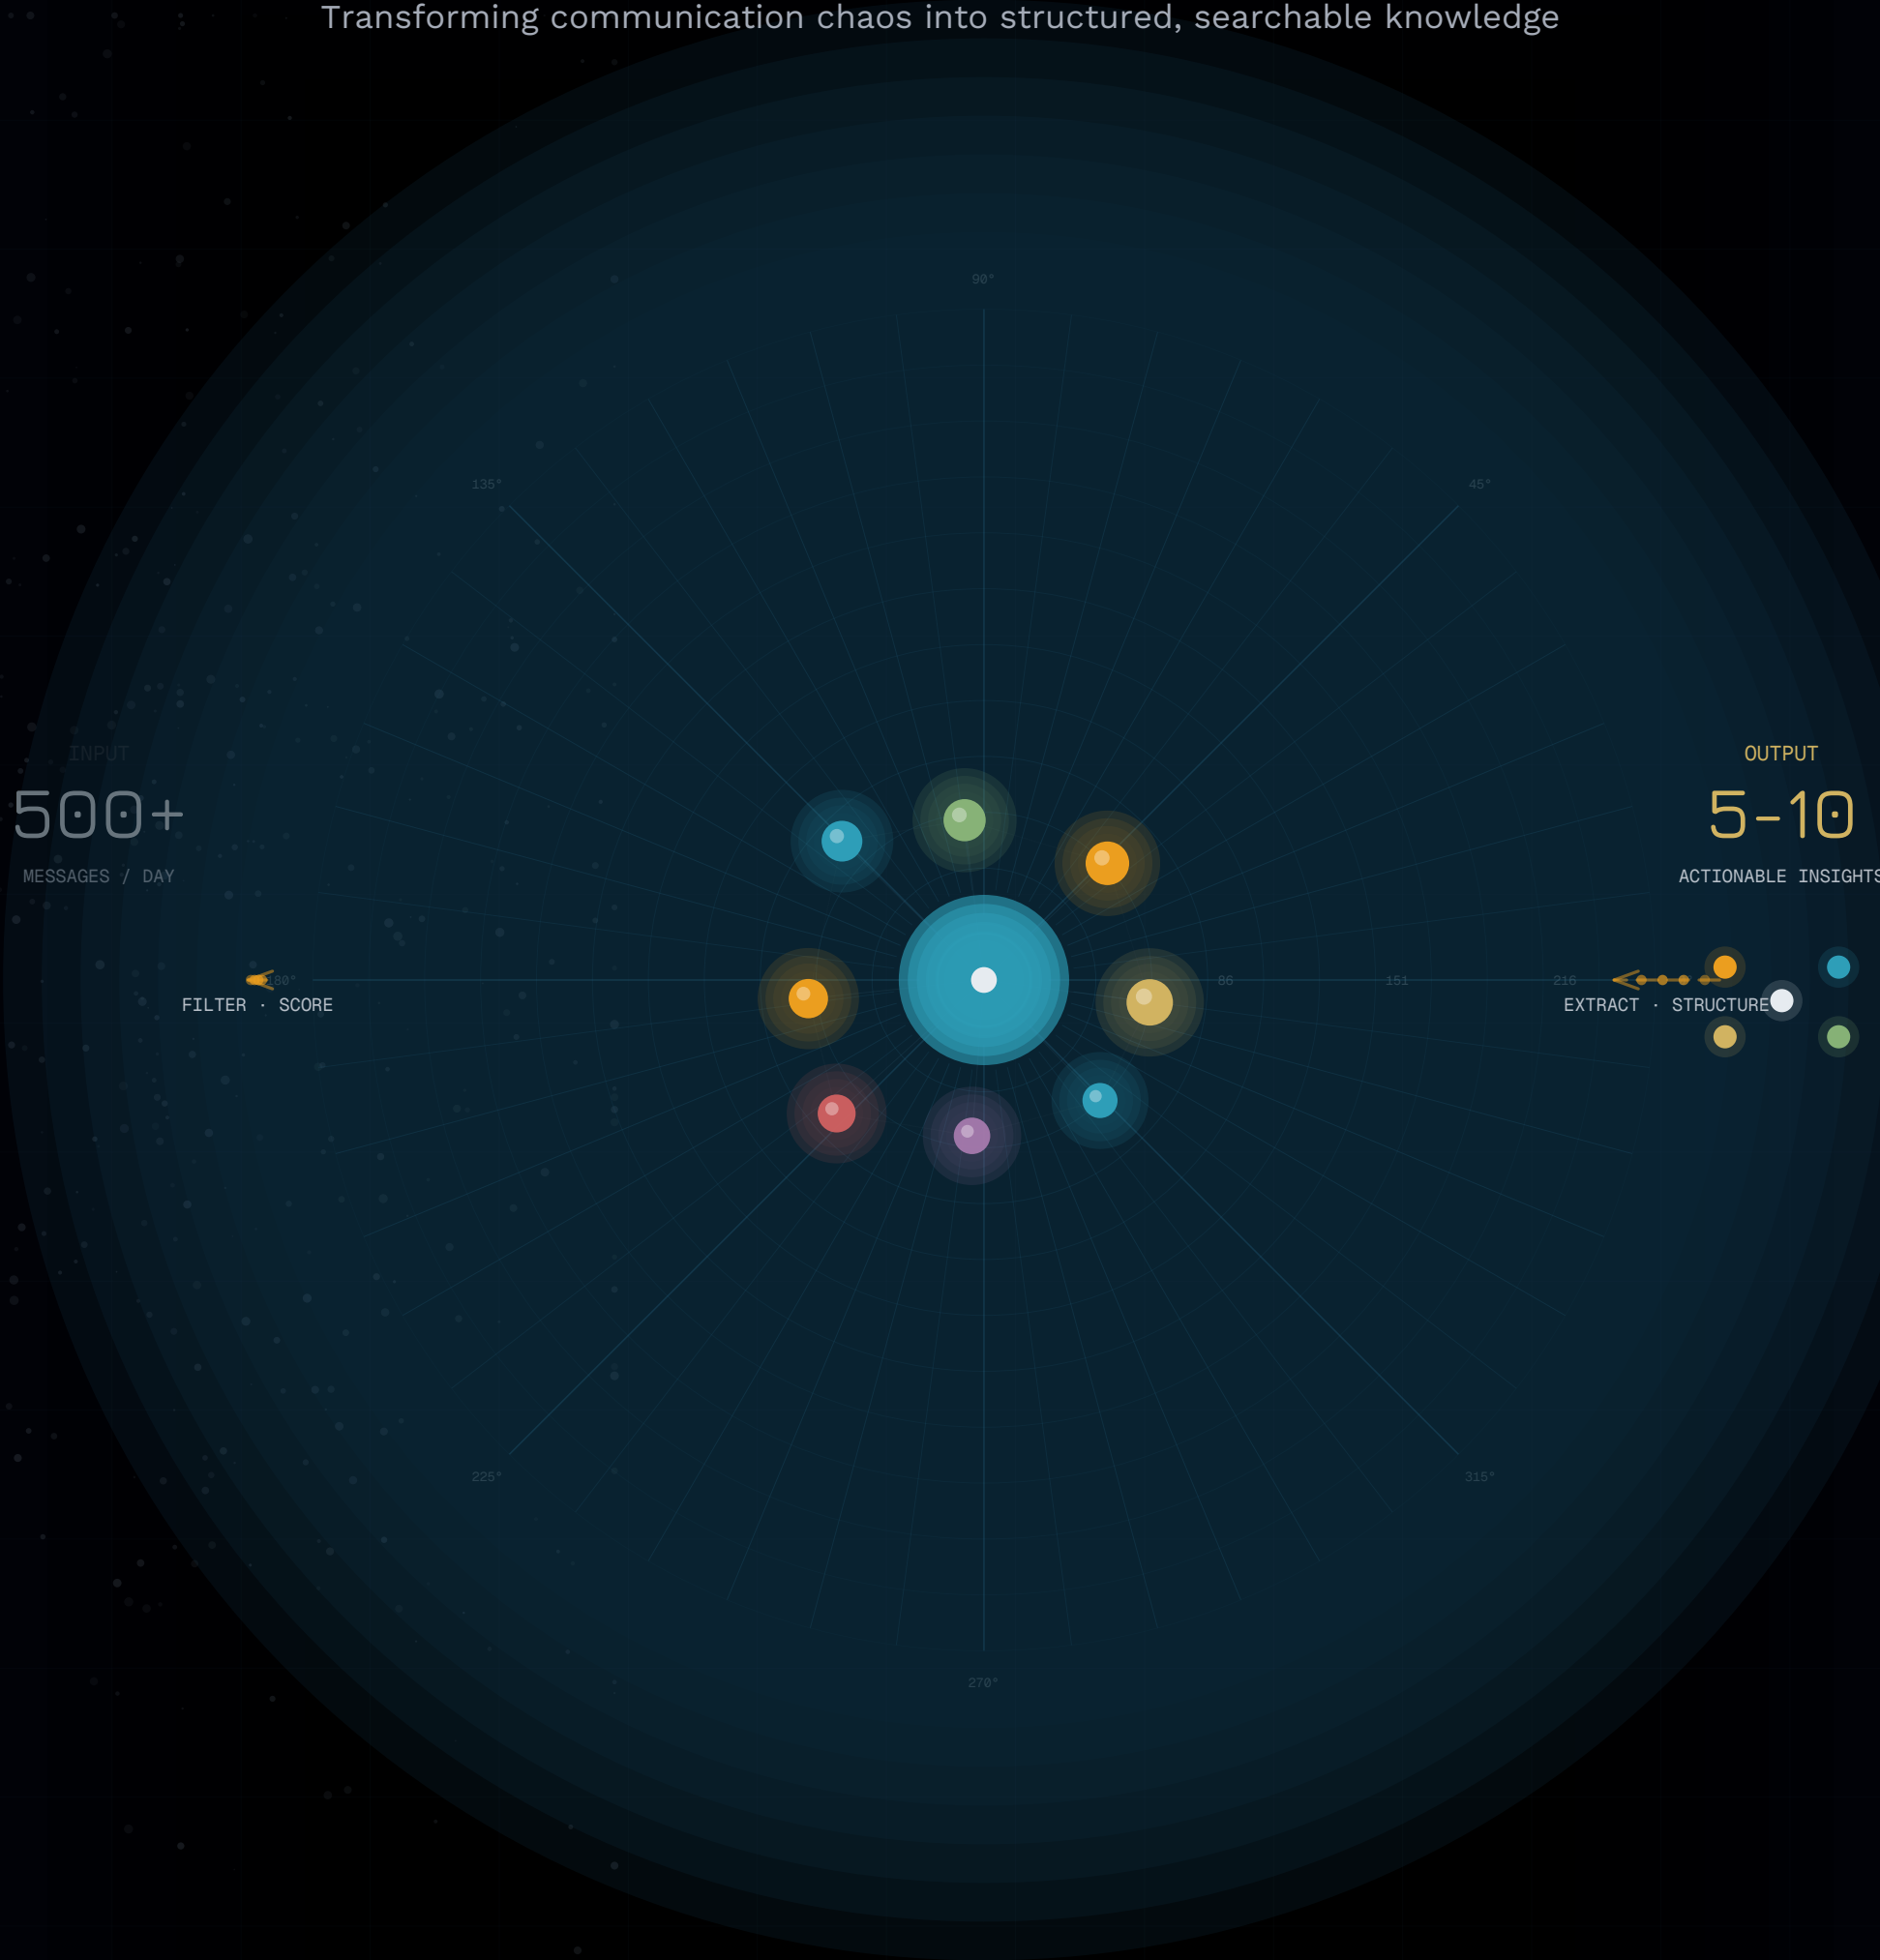 Transforming communication chaos into structured, searchable knowledge
90°
135°
45°
INPUT
500+
MESSAGES / DAY
OUTPUT
5-10
ACTIONABLE INSIGHTS
180°
86
151
216
FILTER · SCORE
EXTRACT · STRUCTURE
225°
315°
270°